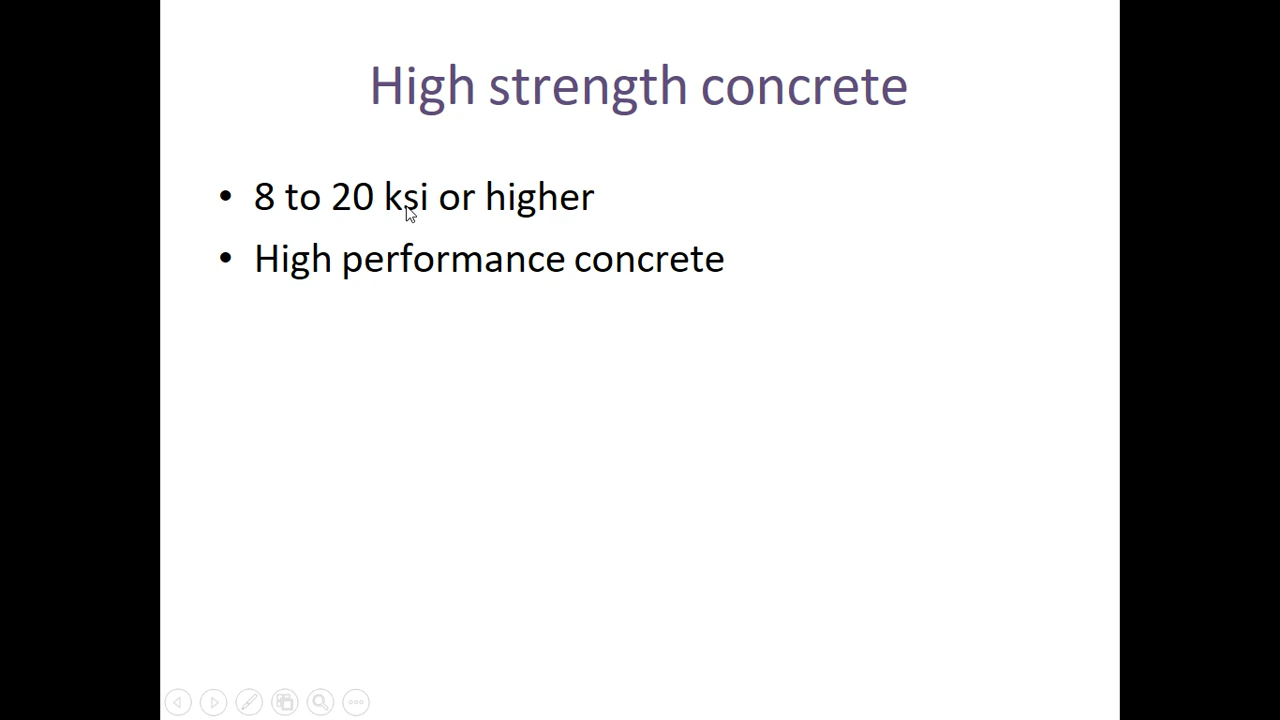 High strength concrete
• 8 to 20 ksi or higher
• High performance concrete